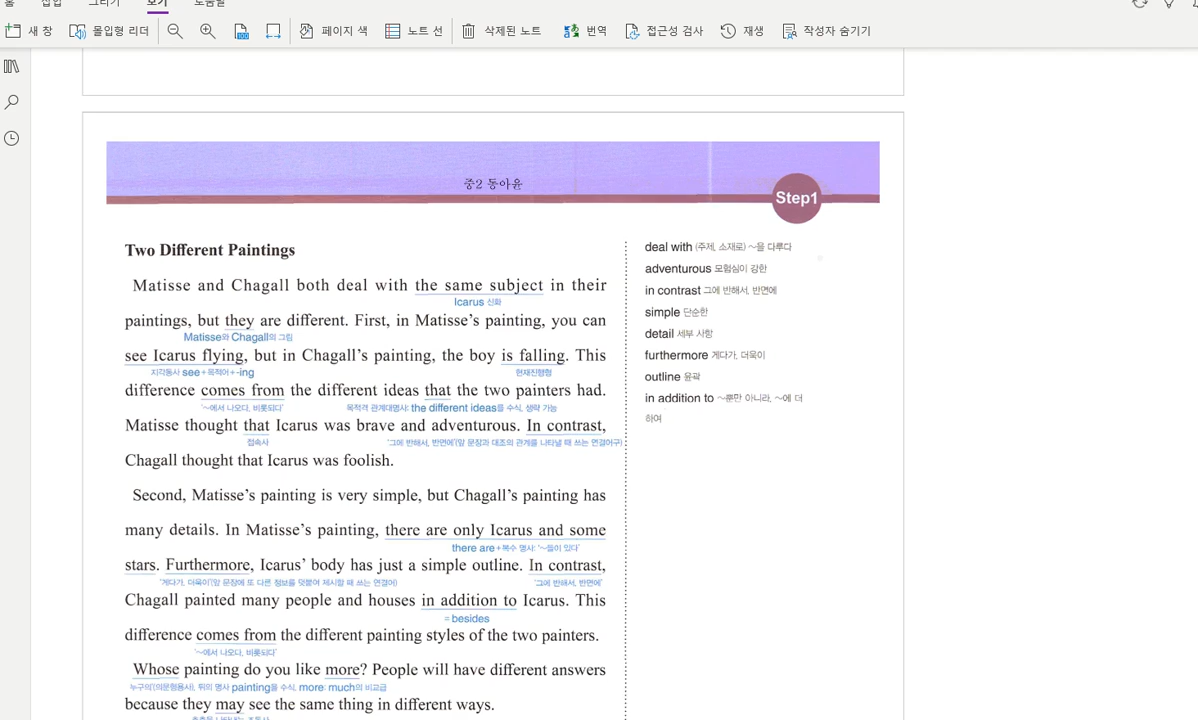 홈 삽입 그리기 보기 도움말
새 창 몰입형 리더 100 페이지 색 노트 선 삭제된 노트 번역 접근성 검사 재생 작성자 숨기기
중2 동아윤
Step1
Two Different Paintings
Matisse and Chagall both deal with the same subject in their
Icarus 신화
paintings, but they are different. First, in Matisse's painting, you can
Matisse와 Chagall의 그림
see Icarus flying, but in Chagall's painting, the boy is falling. This
지각동사 see+목적어+-ing 현재진행형
difference comes from the different ideas that the two painters had.
'~에서 나오다, 비롯되다' 목적격 관계대명사: the different ideas를 수식, 생략 가능
Matisse thought that Icarus was brave and adventurous. In contrast,
접속사 '그에 반해서, 반면에'(앞 문장과 대조의 관계를 나타낼 때 쓰는 연결어구)
Chagall thought that Icarus was foolish.
Second, Matisse's painting is very simple, but Chagall's painting has
many details. In Matisse's painting, there are only Icarus and some
there are+복수 명사: '~들이 있다'
stars. Furthermore, Icarus' body has just a simple outline. In contrast,
'게다가, 더욱이'(앞 문장에 또 다른 정보를 덧붙여 제시할 때 쓰는 연결어) '그에 반해서, 반면에'
Chagall painted many people and houses in addition to Icarus. This
= besides
difference comes from the different painting styles of the two painters.
'~에서 나오다, 비롯되다'
Whose painting do you like more? People will have different answers
누구의'(의문형용사), 뒤의 명사 painting을 수식, more: much의 비교급
because they may see the same thing in different ways.
deal with (주제, 소재로) ~을 다루다
adventurous 모험심이 강한
in contrast 그에 반해서, 반면에
simple 단순한
detail 세부 사항
furthermore 게다가, 더욱이
outline 윤곽
in addition to ~뿐만 아니라, ~에 더
하여